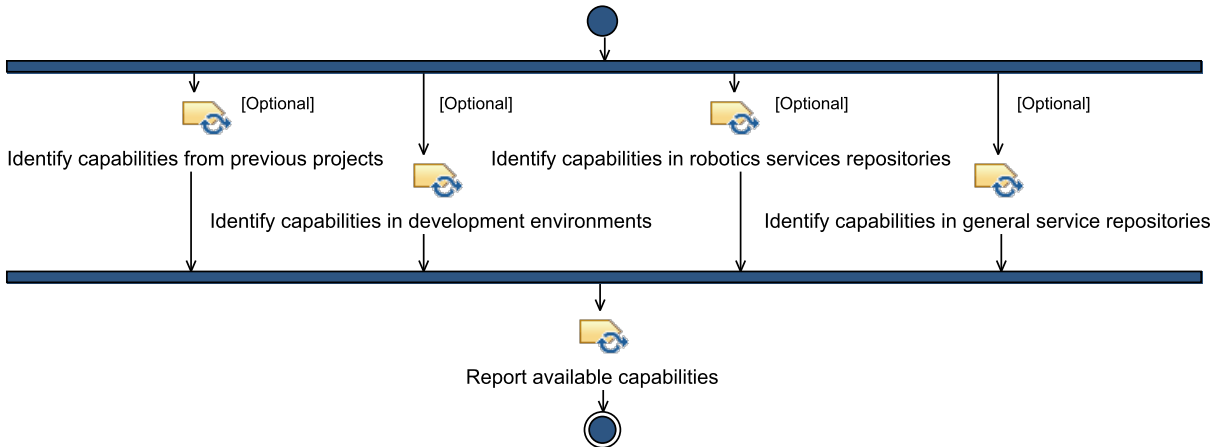 [Optional]
[Optional]
[Optional]
[Optional]
Identify capabilities from previous projects
Identify capabilities in robotics services repositories
Identify capabilities in development environments
Identify capabilities in general service repositories
Report available capabilities